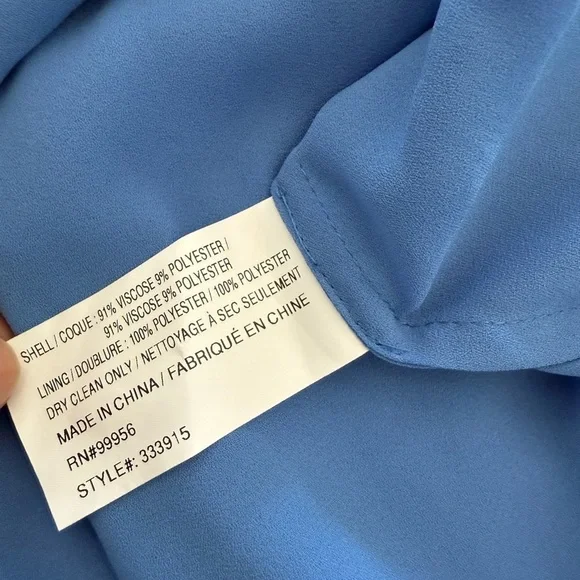 SHELL / COQUE : 91% VISCOSE 9% POLYESTER /
91% VISCOSE 9% POLYESTER
LINING / DOUBLURE : 100% POLYESTER / 100% POLYESTER
DRY CLEAN ONLY / NETTOYAGE À SEC SEULEMENT
MADE IN CHINA / FABRIQUÉ EN CHINE
RN#99956
STYLE#: 333915